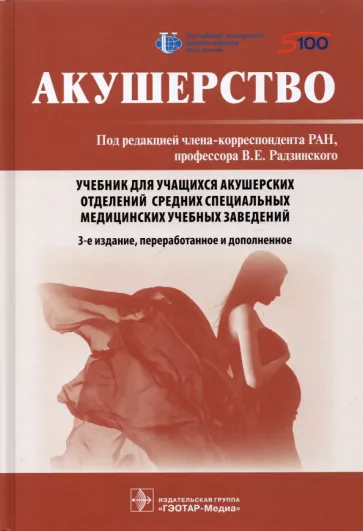 5100
АКУШЕРСТВО
Под редакцией члена-корреспондента РАН,
профессора В.Е. Радзинского
УЧЕБНИК ДЛЯ УЧАЩИХСЯ АКУШЕРСКИХ
ОТДЕЛЕНИЙ СРЕДНИХ СПЕЦИАЛЬНЫХ
МЕДИЦИНСКИХ УЧЕБНЫХ ЗАВЕДЕНИЙ
3-е издание, переработанное и дополненное
ИЗДАТЕЛЬСКАЯ ГРУППА
«ГЭОТАР-Медиа»